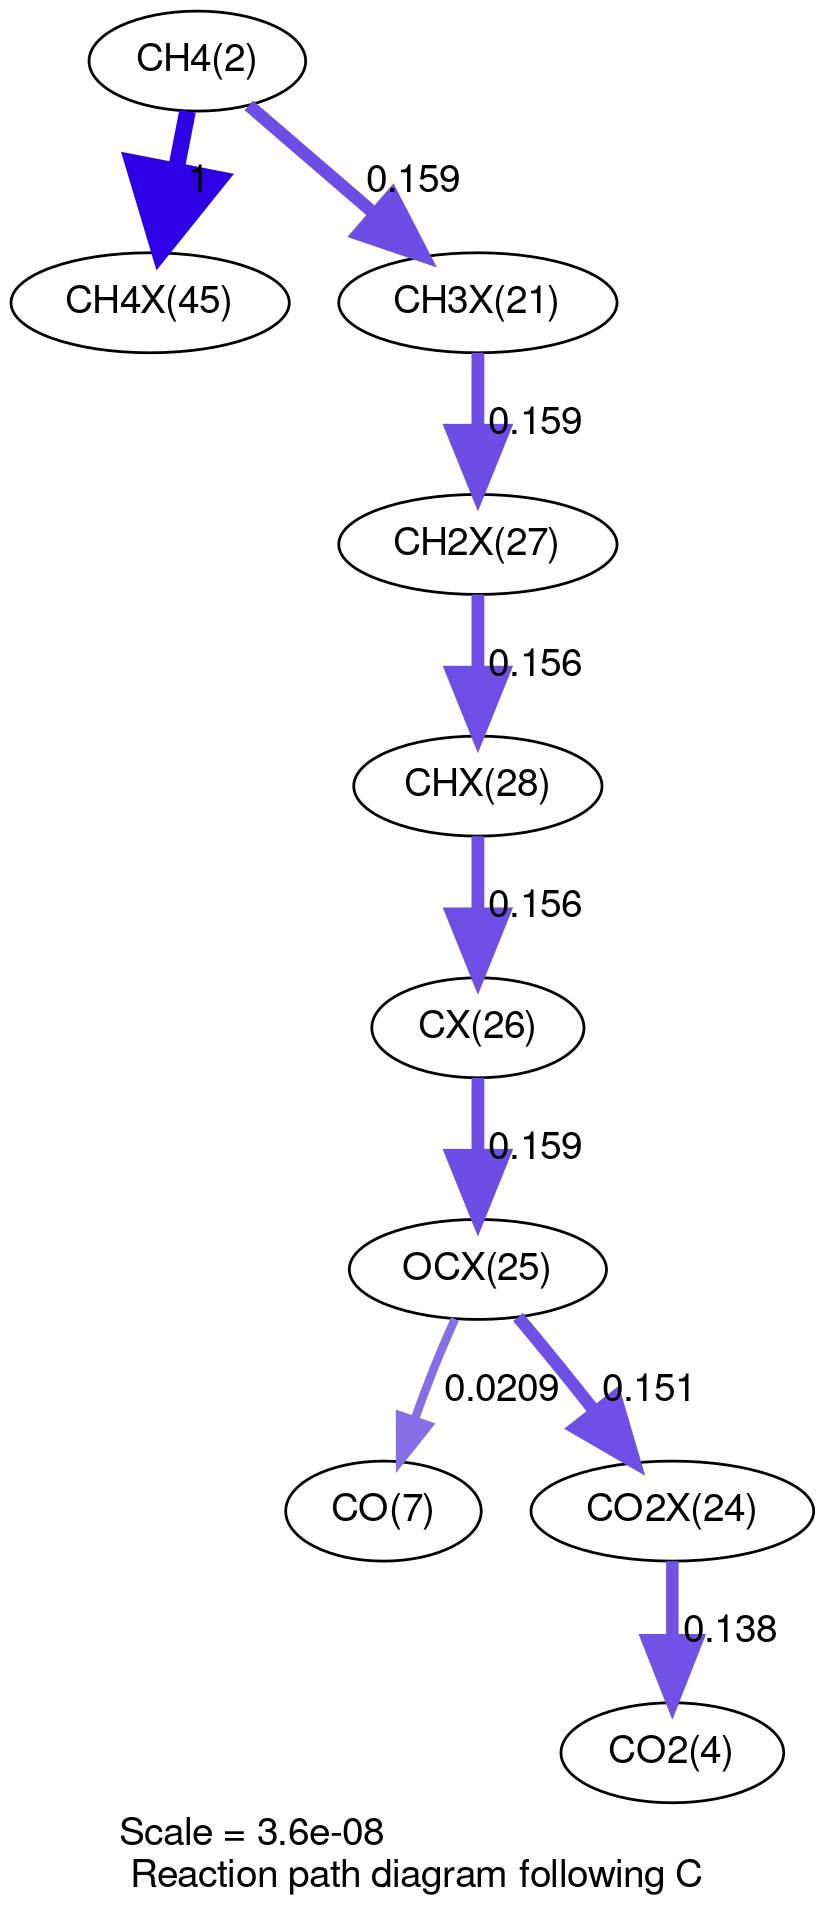 CH4(2)
1
0.159
CH4X(45)
CH3X(21)
0.159
CH2X(27)
0.156
CHX(28)
0.156
CX(26)
0.159
OCX(25)
0.0209
0.151
CO(7)
CO2X(24)
0.138
CO2(4)
Scale = 3.6e-08
Reaction path diagram following C